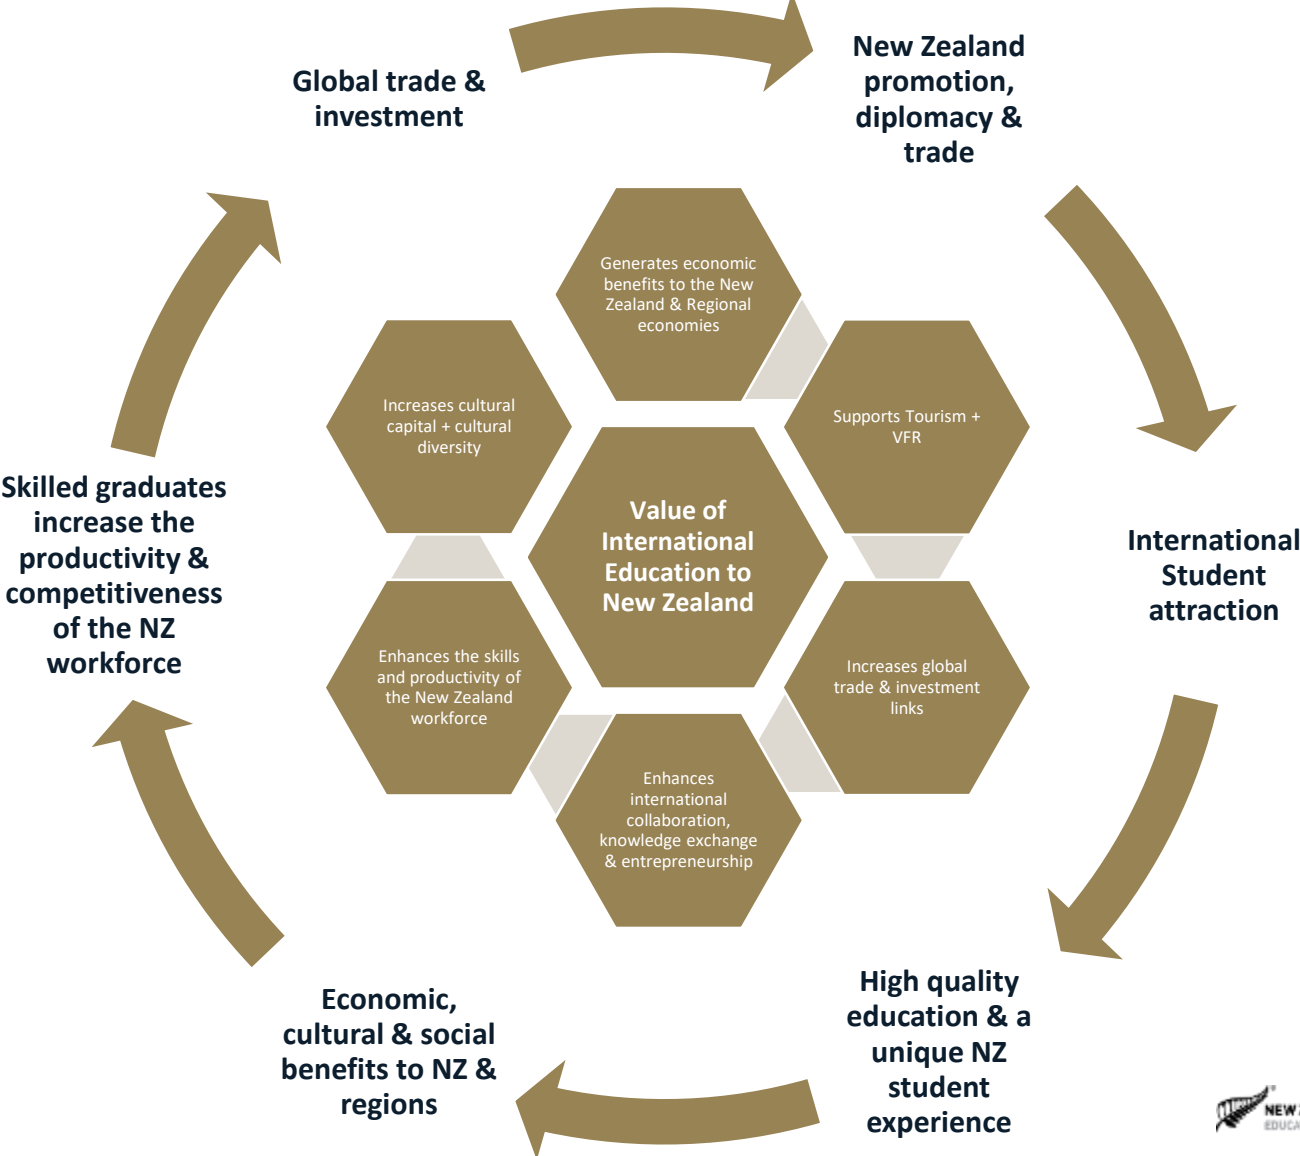 Global trade &
investment
New Zealand
promotion,
diplomacy &
trade
Generates economic
benefits to the New
Zealand & Regional
economies
Increases cultural
capital + cultural
diversity
Supports Tourism +
VFR
Value of
International
Education to
New Zealand
Skilled graduates
increase the
productivity &
competitiveness
of the NZ
workforce
International
Student
attraction
Enhances the skills
and productivity of
the New Zealand
workforce
Increases global
trade & investment
links
Enhances
international
collaboration,
knowledge exchange
& entrepreneurship
Economic,
cultural & social
benefits to NZ &
regions
High quality
education & a
unique NZ
student
experience
NEW